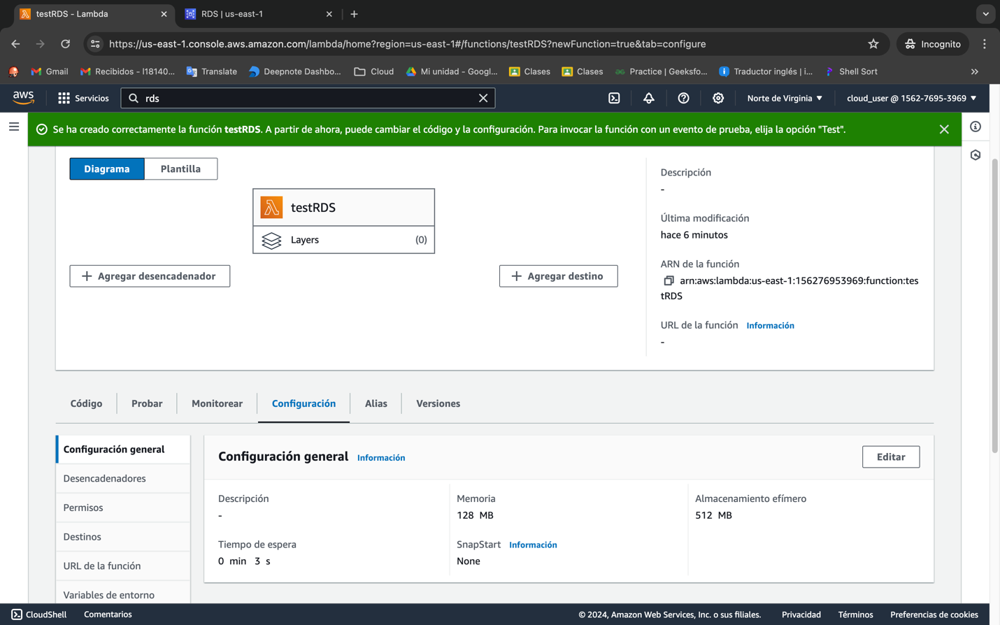 testRDS - Lambda
RDS | us-east-1
https://us-east-1.console.aws.amazon.com/lambda/home?region=us-east-1#/functions/testRDS?newFunction=true&tab=configure
Incognito
Gmail
Recibidos - l18140...
Translate
Deepnote Dashbo...
Cloud
Mi unidad - Googl...
Clases
Clases
Practice | Geeksfo...
Traductor inglés | i...
Shell Sort
aws
Servicios
rds
Norte de Virginia
cloud_user @ 1562-7695-3969
Se ha creado correctamente la función testRDS. A partir de ahora, puede cambiar el código y la configuración. Para invocar la función con un evento de prueba, elija la opción "Test".
Diagrama
Plantilla
testRDS
Layers
(0)
Agregar desencadenador
Agregar destino
Descripción
-
Última modificación
hace 6 minutos
ARN de la función
arn:aws:lambda:us-east-1:156276953969:function:tes
tRDS
URL de la función Información
-
Código
Probar
Monitorear
Configuración
Alias
Versiones
Configuración general
Desencadenadores
Permisos
Destinos
URL de la función
Variables de entorno
Configuración general Información
Editar
Descripción
-
Tiempo de espera
0 min 3 s
Memoria
128 MB
SnapStart Información
None
Almacenamiento efímero
512 MB
CloudShell
Comentarios
© 2024, Amazon Web Services, Inc. o sus filiales.
Privacidad
Términos
Preferencias de cookies